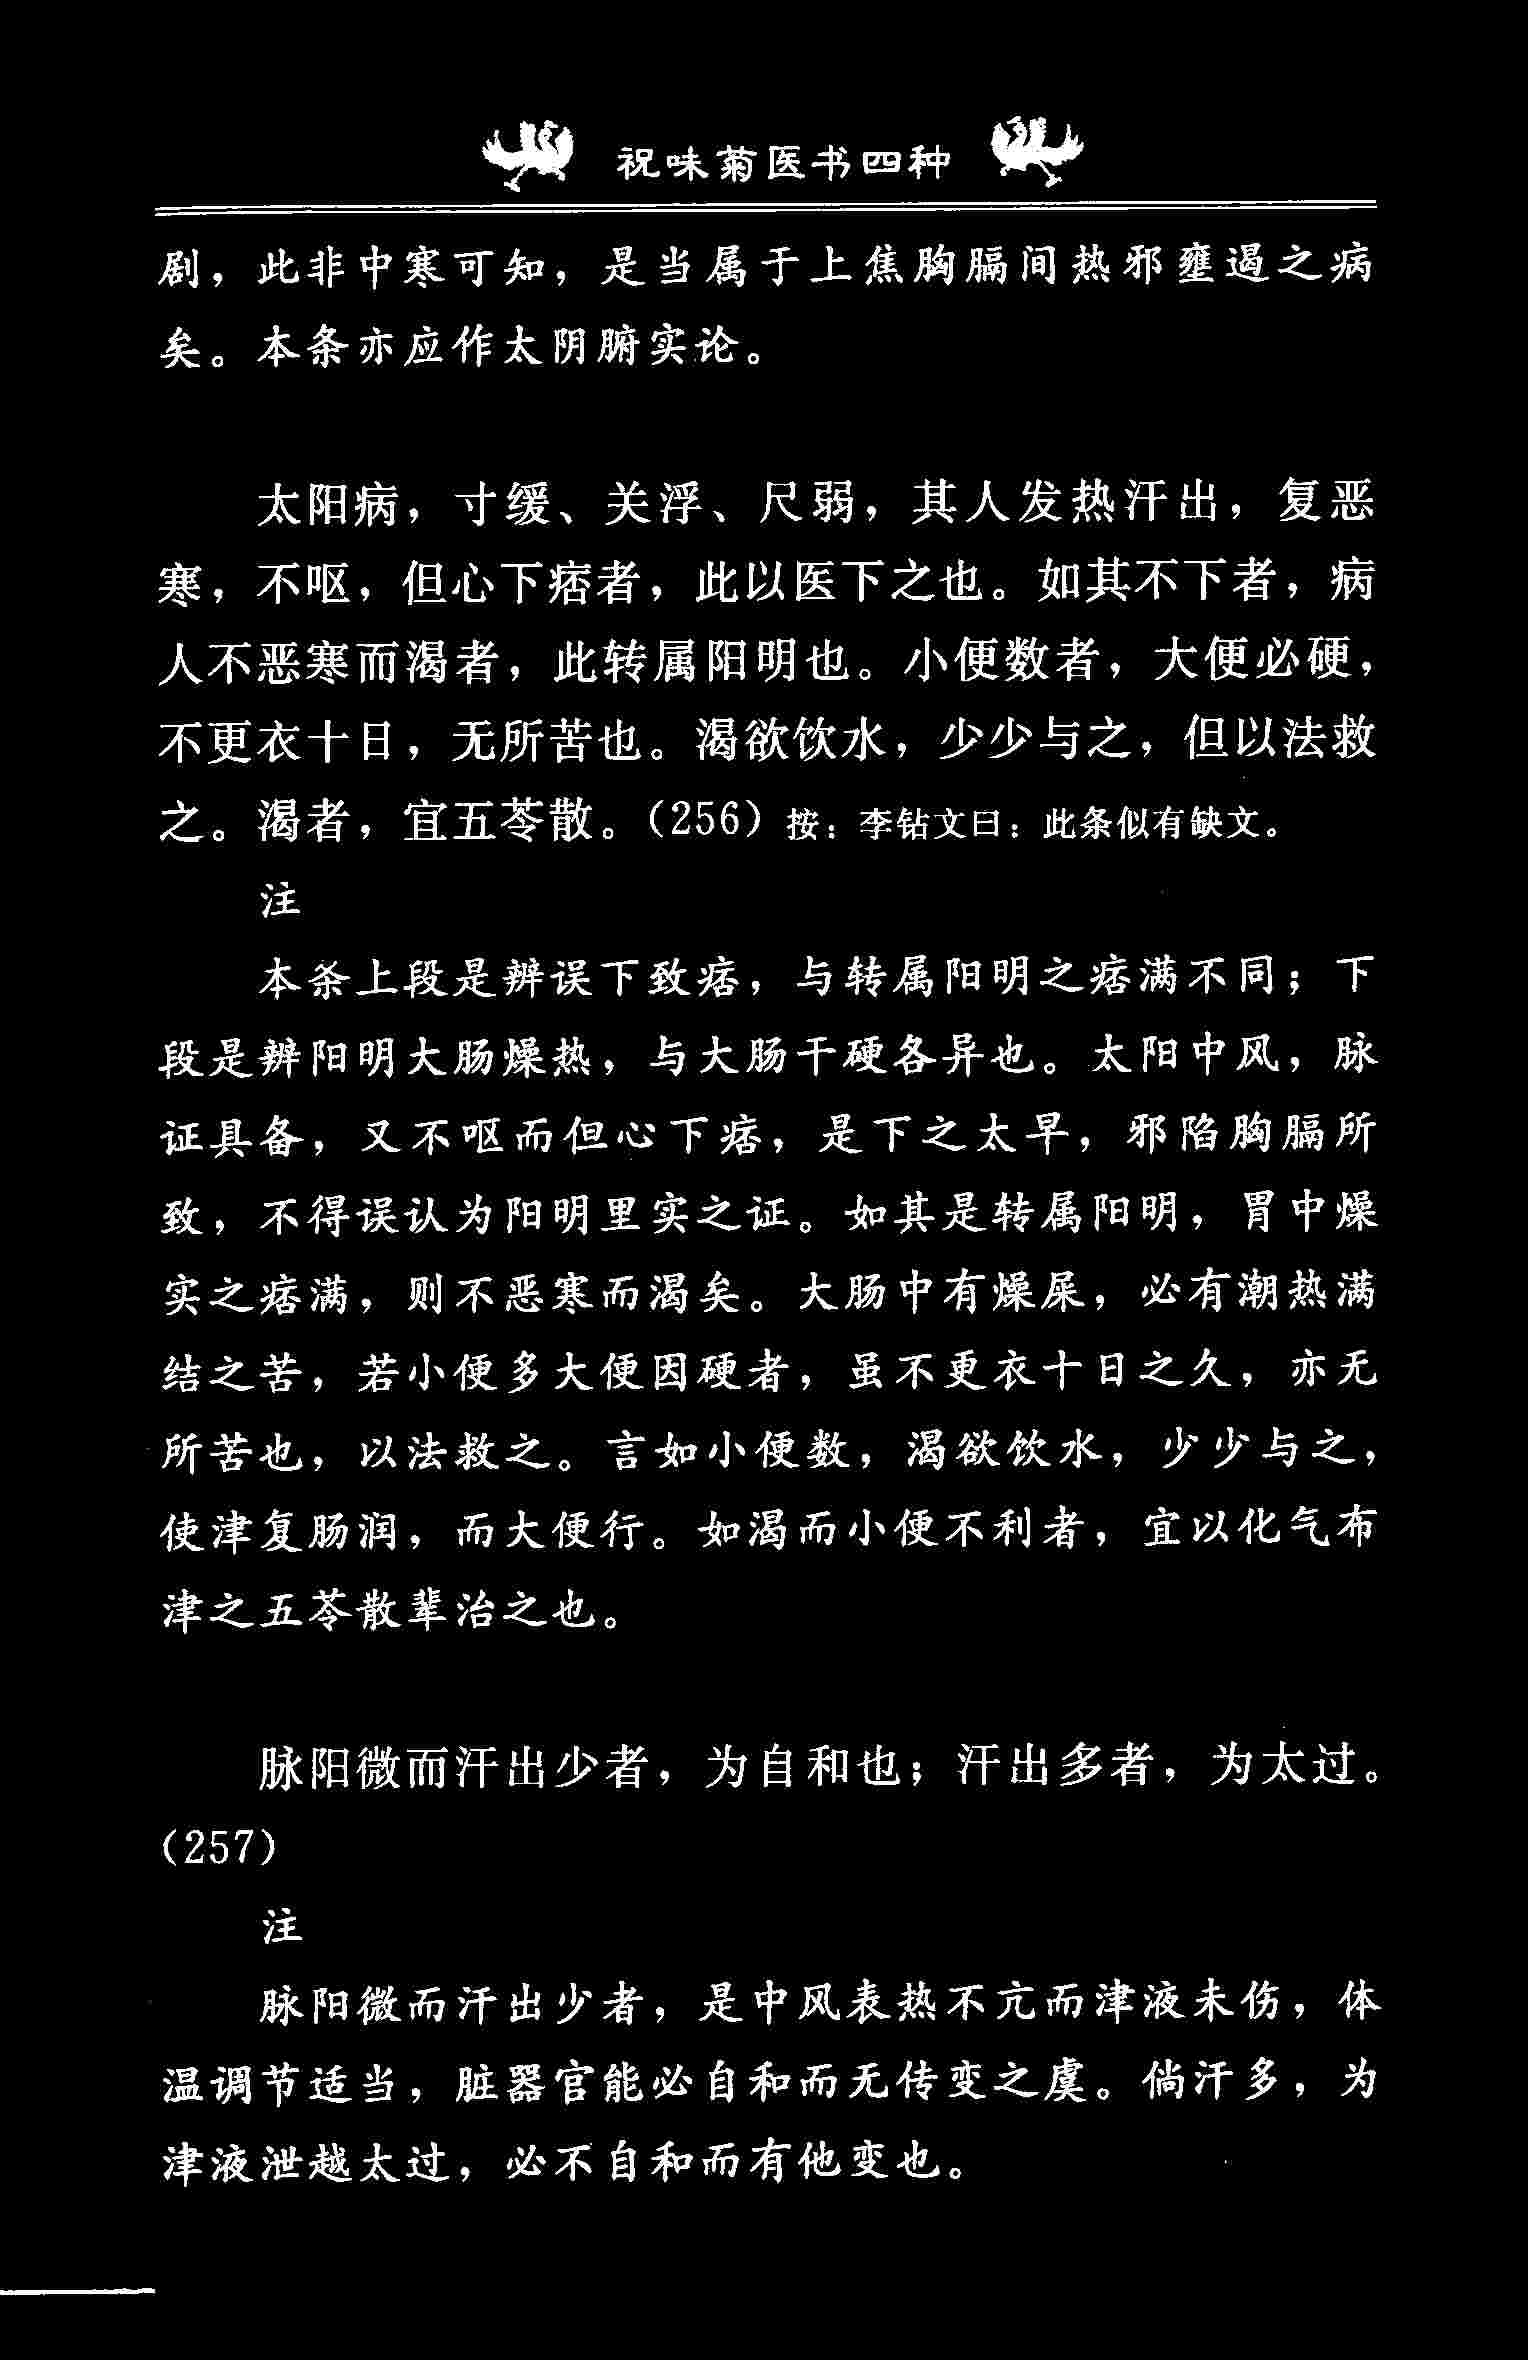 祝味菊医书四种
剧，此非中寒可知，是当属于上焦胸膈间热邪壅遏之病
矣。本条亦应作太阴腑实论。
太阳病，寸缓、关浮、尺弱，其人发热汗出，复恶
寒，不呕，但心下痞者，此以医下之也。如其不下者，病
人不恶寒而渴者，此转属阳明也。小便数者，大便必硬，
不更衣十日，无所苦也。渴欲饮水，少少与之，但以法救
之。渴者，宜五苓散。（256）按：李钻文曰：此条似有缺文。
注
本条上段是辨误下致痞，与转属阳明之痞满不同；下
段是辨阳明大肠燥热，与大肠干硬各异也。太阳中风，脉
证具备，又不呕而但心下痞，是下之太早，邪陷胸膈所
致，不得误认为阳明里实之证。如其是转属阳明，胃中燥
实之痞满，则不恶寒而渴矣。大肠中有燥屎，必有潮热满
结之苦，若小便多大便因硬者，虽不更衣十日之久，亦无
所苦也，以法救之。言如小便数，渴欲饮水，少少与之，
使津复肠润，而大便行。如渴而小便不利者，宜以化气布
津之五苓散辈治之也。
脉阳微而汗出少者，为自和也；汗出多者，为太过。
（257）
注
脉阳微而汗出少者，是中风表热不亢而津液未伤，体
温调节适当，脏器官能必自和而无传变之虞。倘汗多，为
津液泄越太过，必不自和而有他变也。